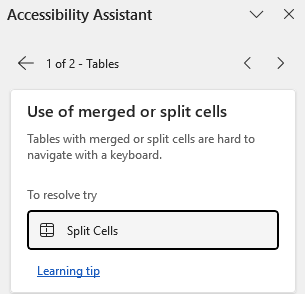 Accessibility Assistant
1 of 2 - Tables
Use of merged or split cells
Tables with merged or split cells are hard to
navigate with a keyboard.
To resolve try
Split Cells
Learning tip